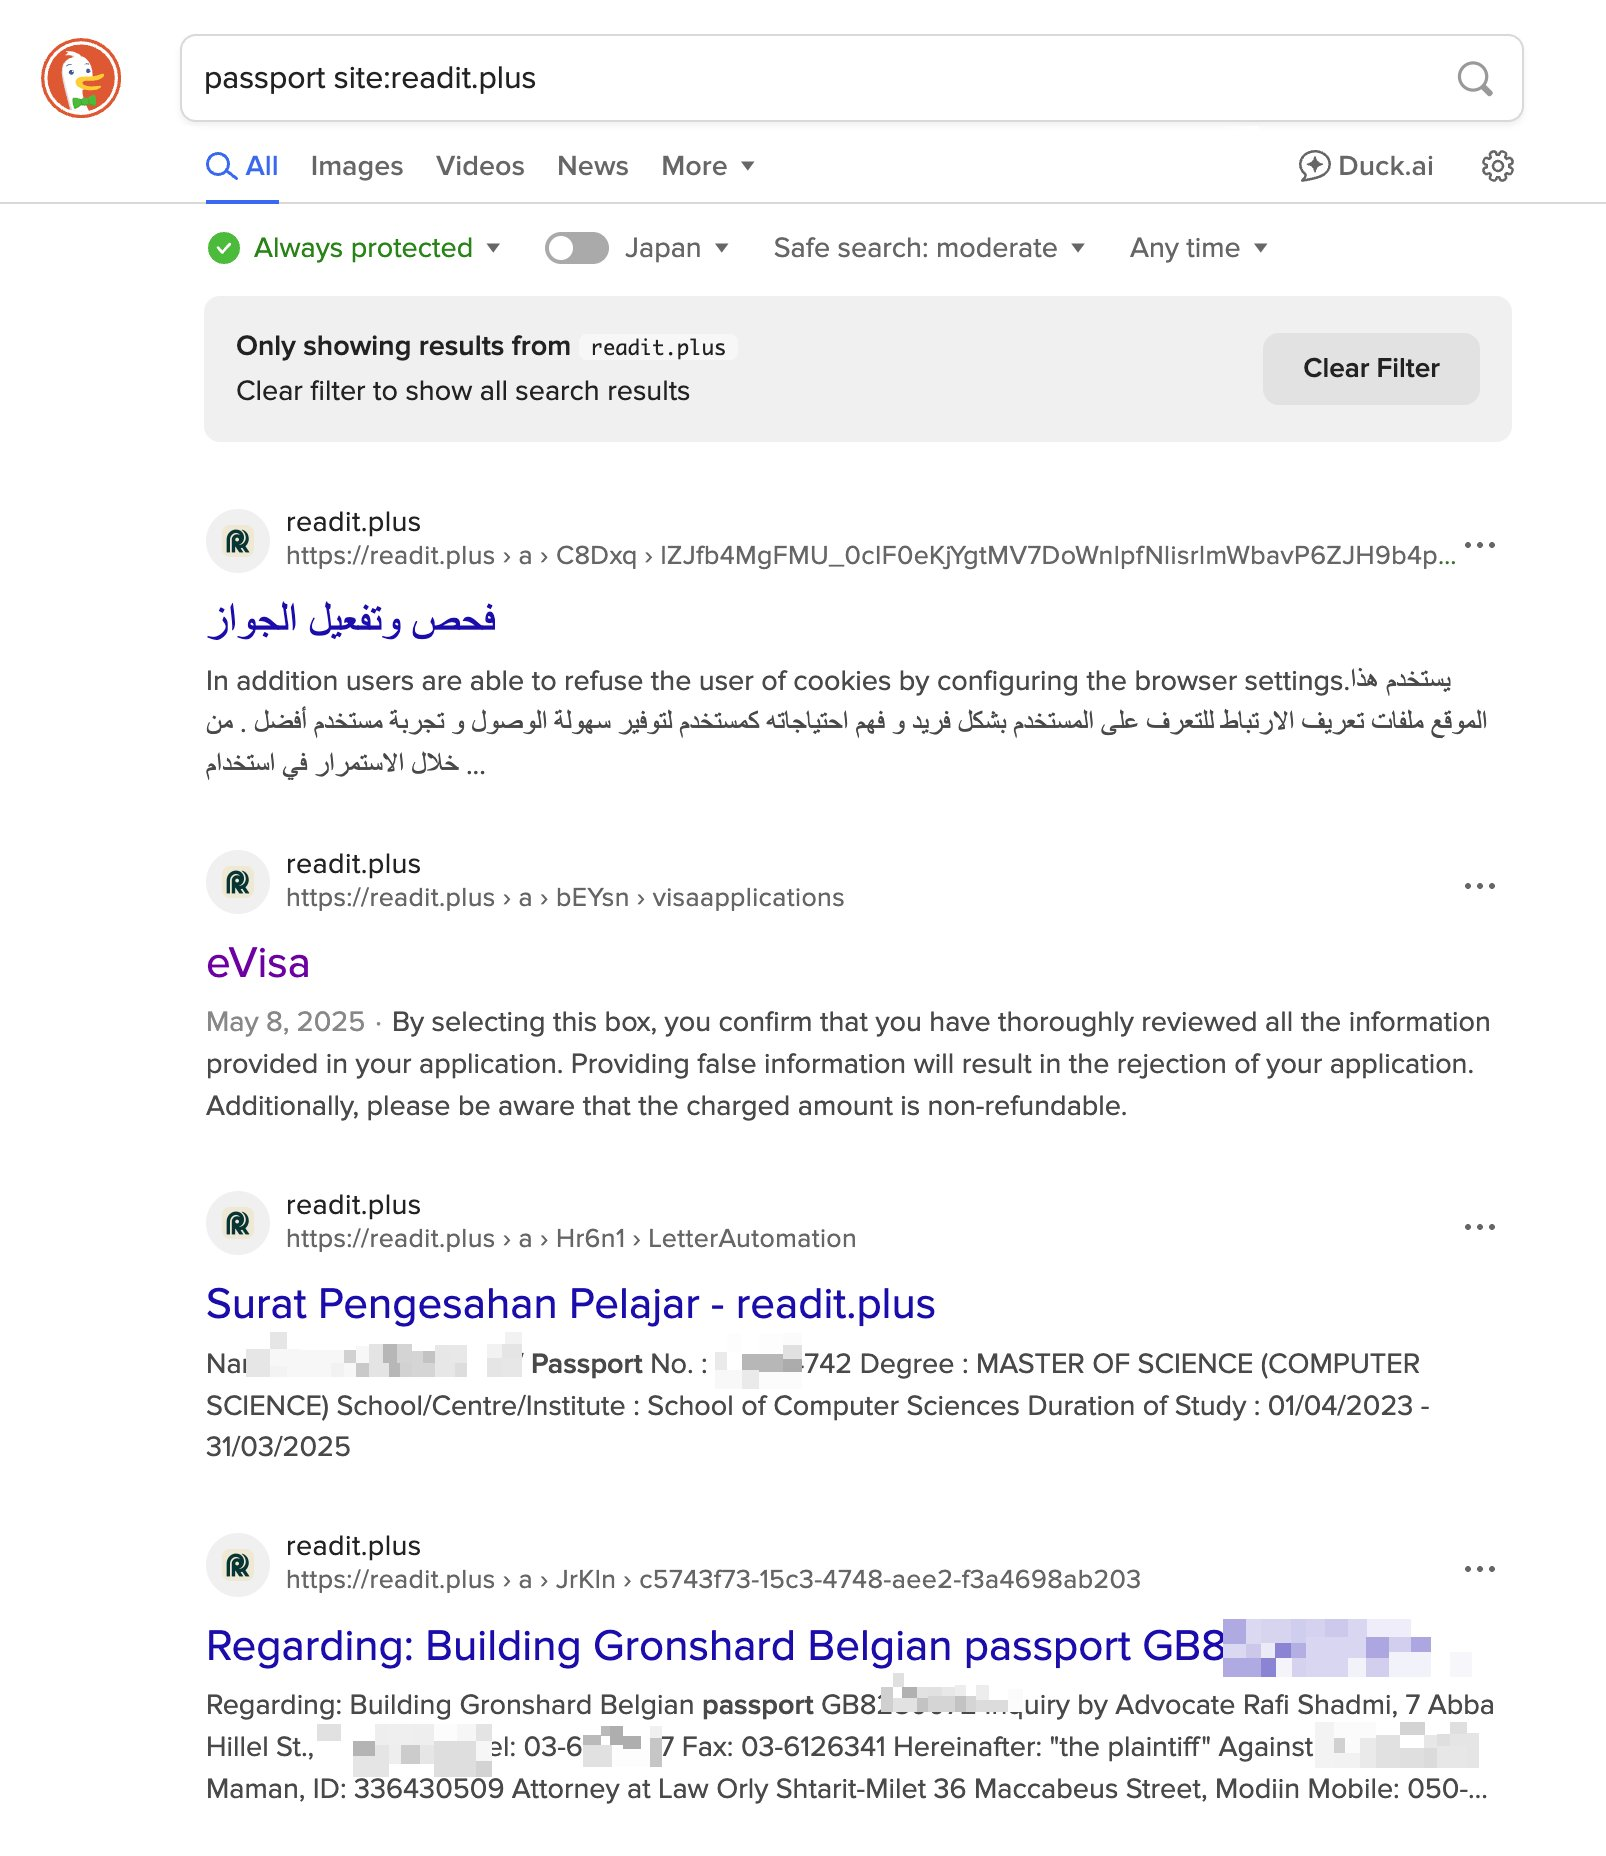 passport site:readit.plus
All Images Videos News More Duck.ai
Always protected Japan Safe search: moderate Any time
Only showing results from readit.plus
Clear filter to show all search results
Clear Filter
readit.plus
https://readit.plus › a › C8Dxq › IZJfb4MgFMU_0cIF0eKjYgtMV7DoWnlpfNlisrlmWbavP6ZJH9b4p...
فحص وتفعيل الجواز
In addition users are able to refuse the user of cookies by configuring the browser settings.يستخدم هذا
الموقع ملفات تعريف الارتباط للتعرف على المستخدم بشكل فريد و فهم احتياجاته كمستخدم لتوفير سهولة الوصول و تجربة مستخدم أفضل . من
خلال الاستمرار في استخدام ...
readit.plus
https://readit.plus › a › bEYsn › visaapplications
eVisa
May 8, 2025 · By selecting this box, you confirm that you have thoroughly reviewed all the information
provided in your application. Providing false information will result in the rejection of your application.
Additionally, please be aware that the charged amount is non-refundable.
readit.plus
https://readit.plus › a › Hr6n1 › LetterAutomation
Surat Pengesahan Pelajar - readit.plus
Passport No. : 742 Degree : MASTER OF SCIENCE (COMPUTER
SCIENCE) School/Centre/Institute : School of Computer Sciences Duration of Study : 01/04/2023 -
31/03/2025
readit.plus
https://readit.plus › a › JrKln › c5743f73-15c3-4748-aee2-f3a4698ab203
Regarding: Building Gronshard Belgian passport GB8
Regarding: Building Gronshard Belgian passport by Advocate Rafi Shadmi, 7 Abba
Hillel St., 03-6 7 Fax: 03-6126341 Hereinafter: "the plaintiff" Against
Maman, ID: 336430509 Attorney at Law Orly Shtarit-Milet 36 Maccabeus Street, Modiin Mobile: 050-...